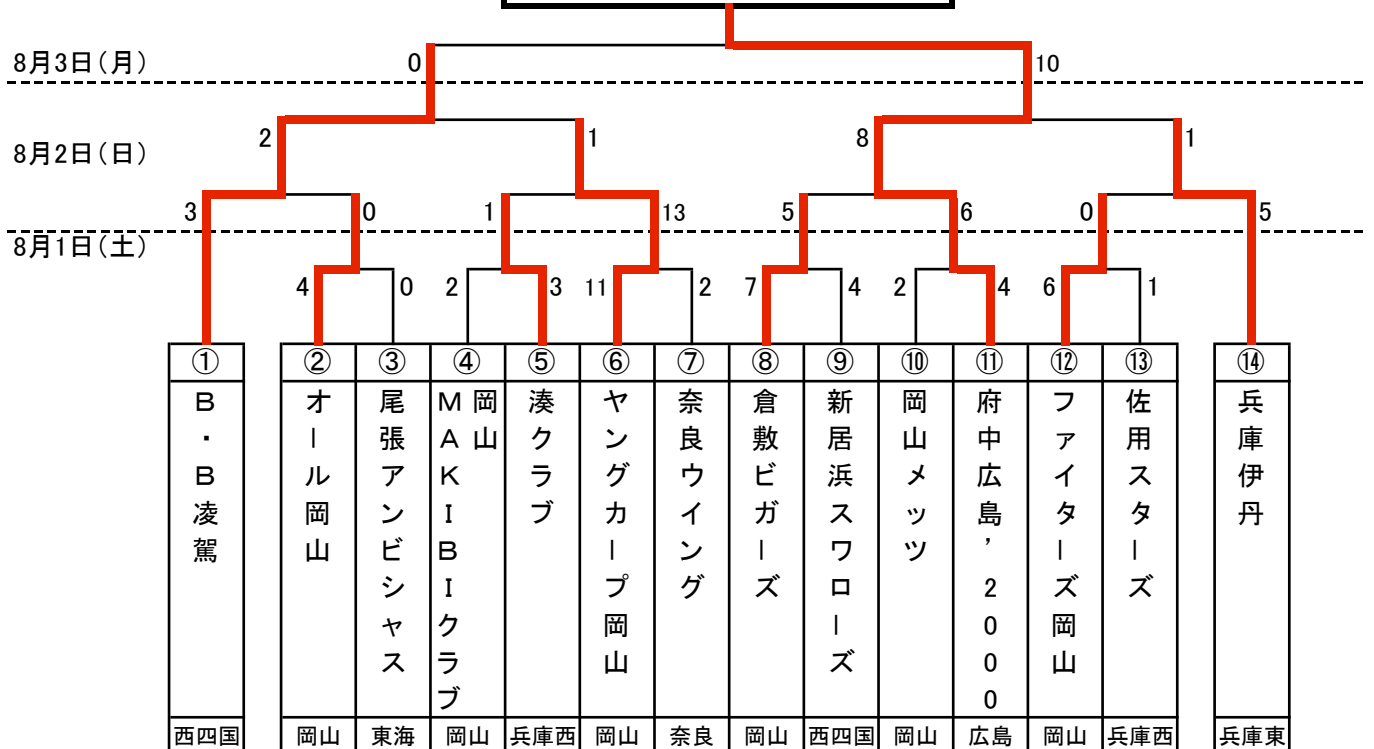 8月3日(月)
0
10
8月2日(日)
2
1
8
1
3
0
1
13
5
6
0
5
8月1日(土)
4
0
2
3
11
2
7
4
2
4
6
1
①
②
③
④
⑤
⑥
⑦
⑧
⑨
⑩
⑪
⑫
⑬
⑭
B・B凌駕
オール岡山
尾張アンビシャス
岡山
MAKIBIクラブ
湊クラブ
ヤングカープ岡山
奈良ウイング
倉敷ビガーズ
新居浜スワローズ
岡山メッツ
府中広島’2000
ファイターズ岡山
佐用スターズ
兵庫伊丹
西四国
岡山
東海
岡山
兵庫西
岡山
奈良
岡山
西四国
岡山
広島
岡山
兵庫西
兵庫東